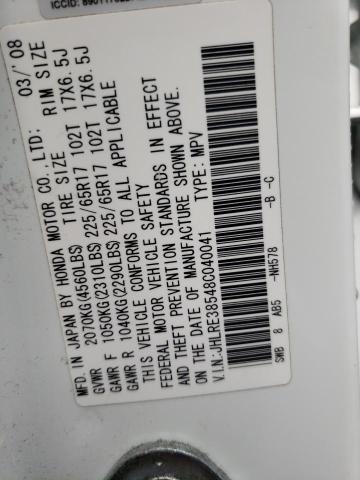 ICCID: 8901170
MFD. IN JAPAN BY HONDA MOTOR CO., LTD: 03/'08
TIRE SIZE RIM SIZE
GVWR 2070KG(4560LBS)
GAWR F 1050KG(2310LBS) 225/65R17 102T 17X6.5J
GAWR R 1040KG(2290LBS) 225/65R17 102T 17X6.5J
THIS VEHICLE CONFORMS TO ALL APPLICABLE
FEDERAL MOTOR VEHICLE SAFETY
AND THEFT PREVENTION STANDARDS IN EFFECT
ON THE DATE OF MANUFACTURE SHOWN ABOVE.
V.I.N:JHLRE38548C040041 TYPE: MPV
SWB 8 AB5 -NH578 -B -C